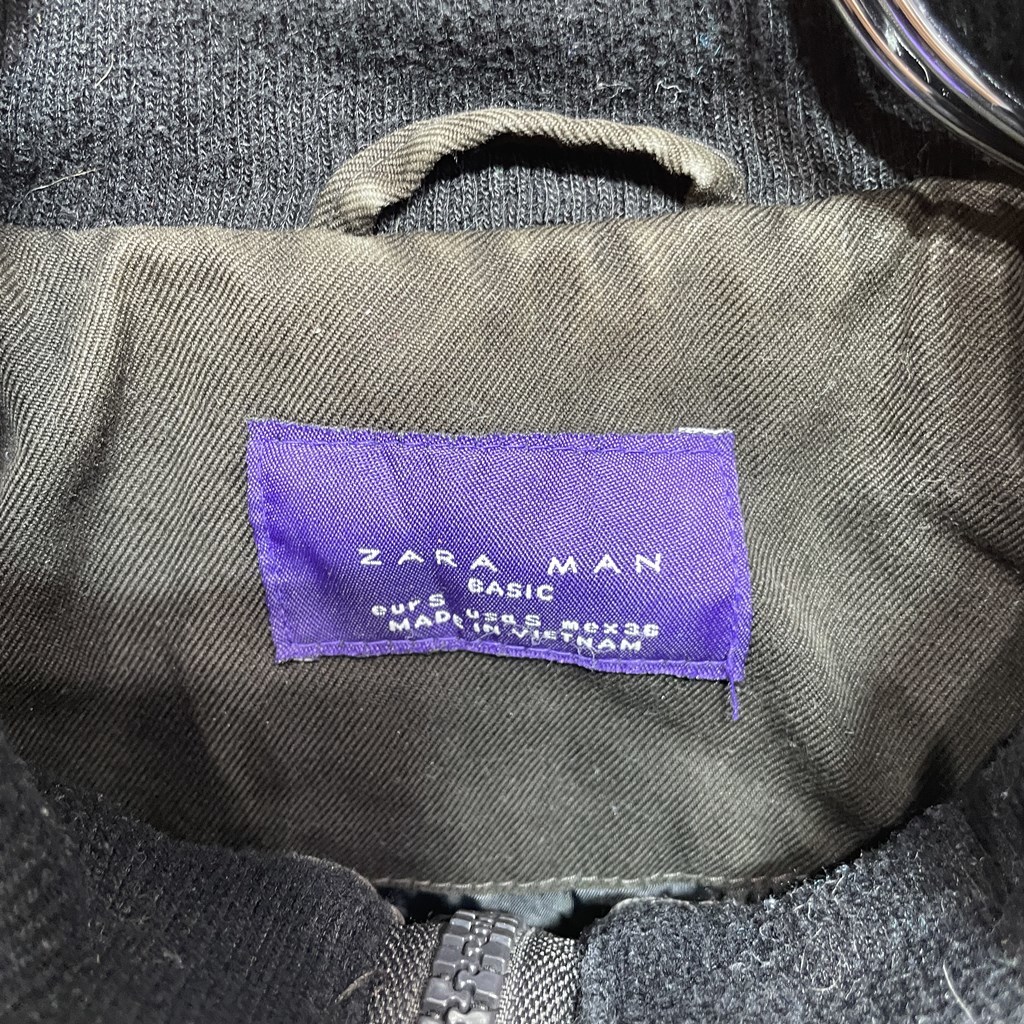 ZARA MAN
BASIC
eur S usa S mex 36
MADE IN VIETNAM